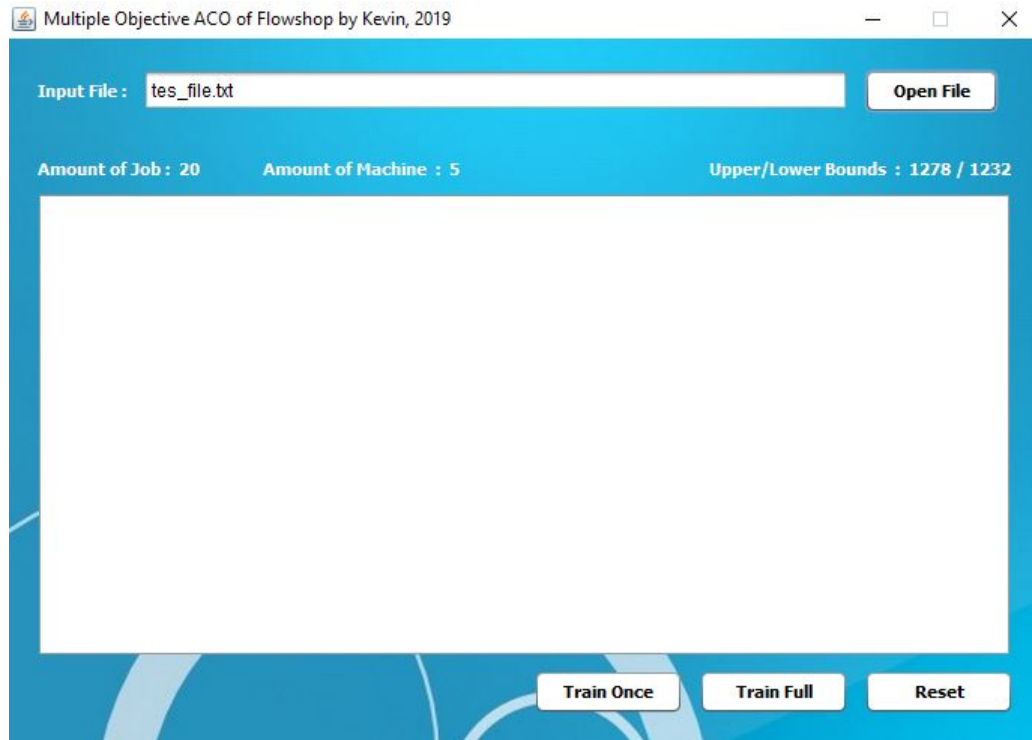 Multiple Objective ACO of Flowshop by Kevin, 2019
Input File : tes_file.txt Open File
Amount of Job : 20 Amount of Machine : 5 Upper/Lower Bounds : 1278 / 1232
Train Once Train Full Reset